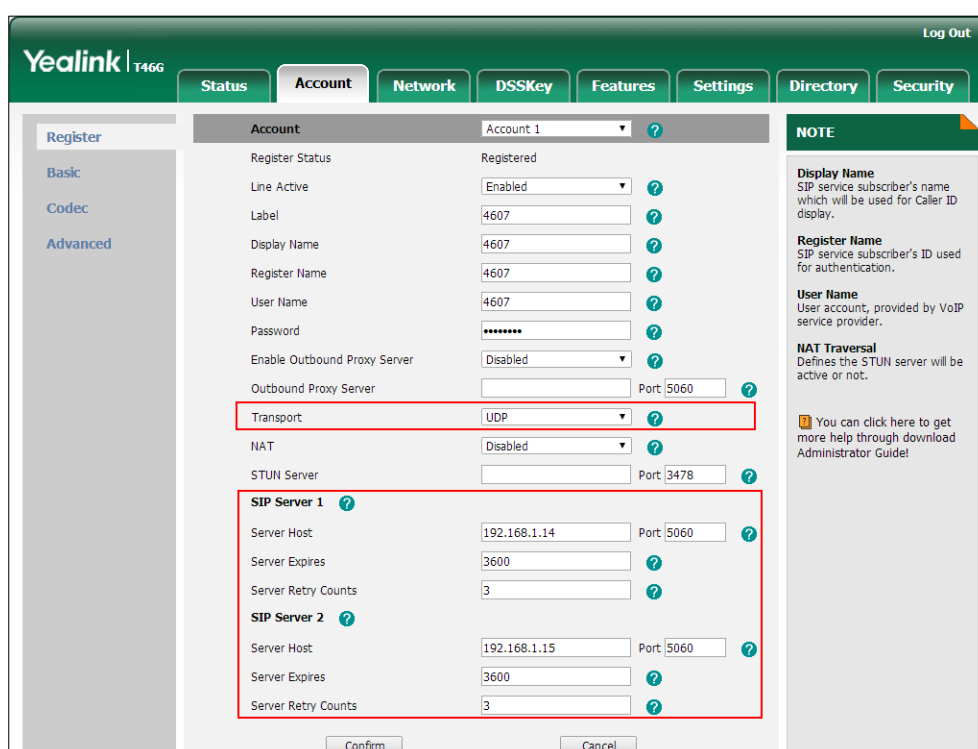 Log Out
Yealink T46G
Status Account Network DSSKey Features Settings Directory Security
Register
Basic
Codec
Advanced
Account Account 1 ?
Register Status Registered
Line Active Enabled ?
Label 4607 ?
Display Name 4607 ?
Register Name 4607 ?
User Name 4607 ?
Password •••••••• ?
Enable Outbound Proxy Server Disabled ?
Outbound Proxy Server Port 5060 ?
Transport UDP ?
NAT Disabled ?
STUN Server Port 3478 ?
SIP Server 1 ?
Server Host 192.168.1.14 Port 5060 ?
Server Expires 3600 ?
Server Retry Counts 3 ?
SIP Server 2 ?
Server Host 192.168.1.15 Port 5060 ?
Server Expires 3600 ?
Server Retry Counts 3 ?
Confirm Cancel
NOTE
Display Name
SIP service subscriber's name
which will be used for Caller ID
display.
Register Name
SIP service subscriber's ID used
for authentication.
User Name
User account, provided by VoIP
service provider.
NAT Traversal
Defines the STUN server will be
active or not.
? You can click here to get
more help through download
Administrator Guide!